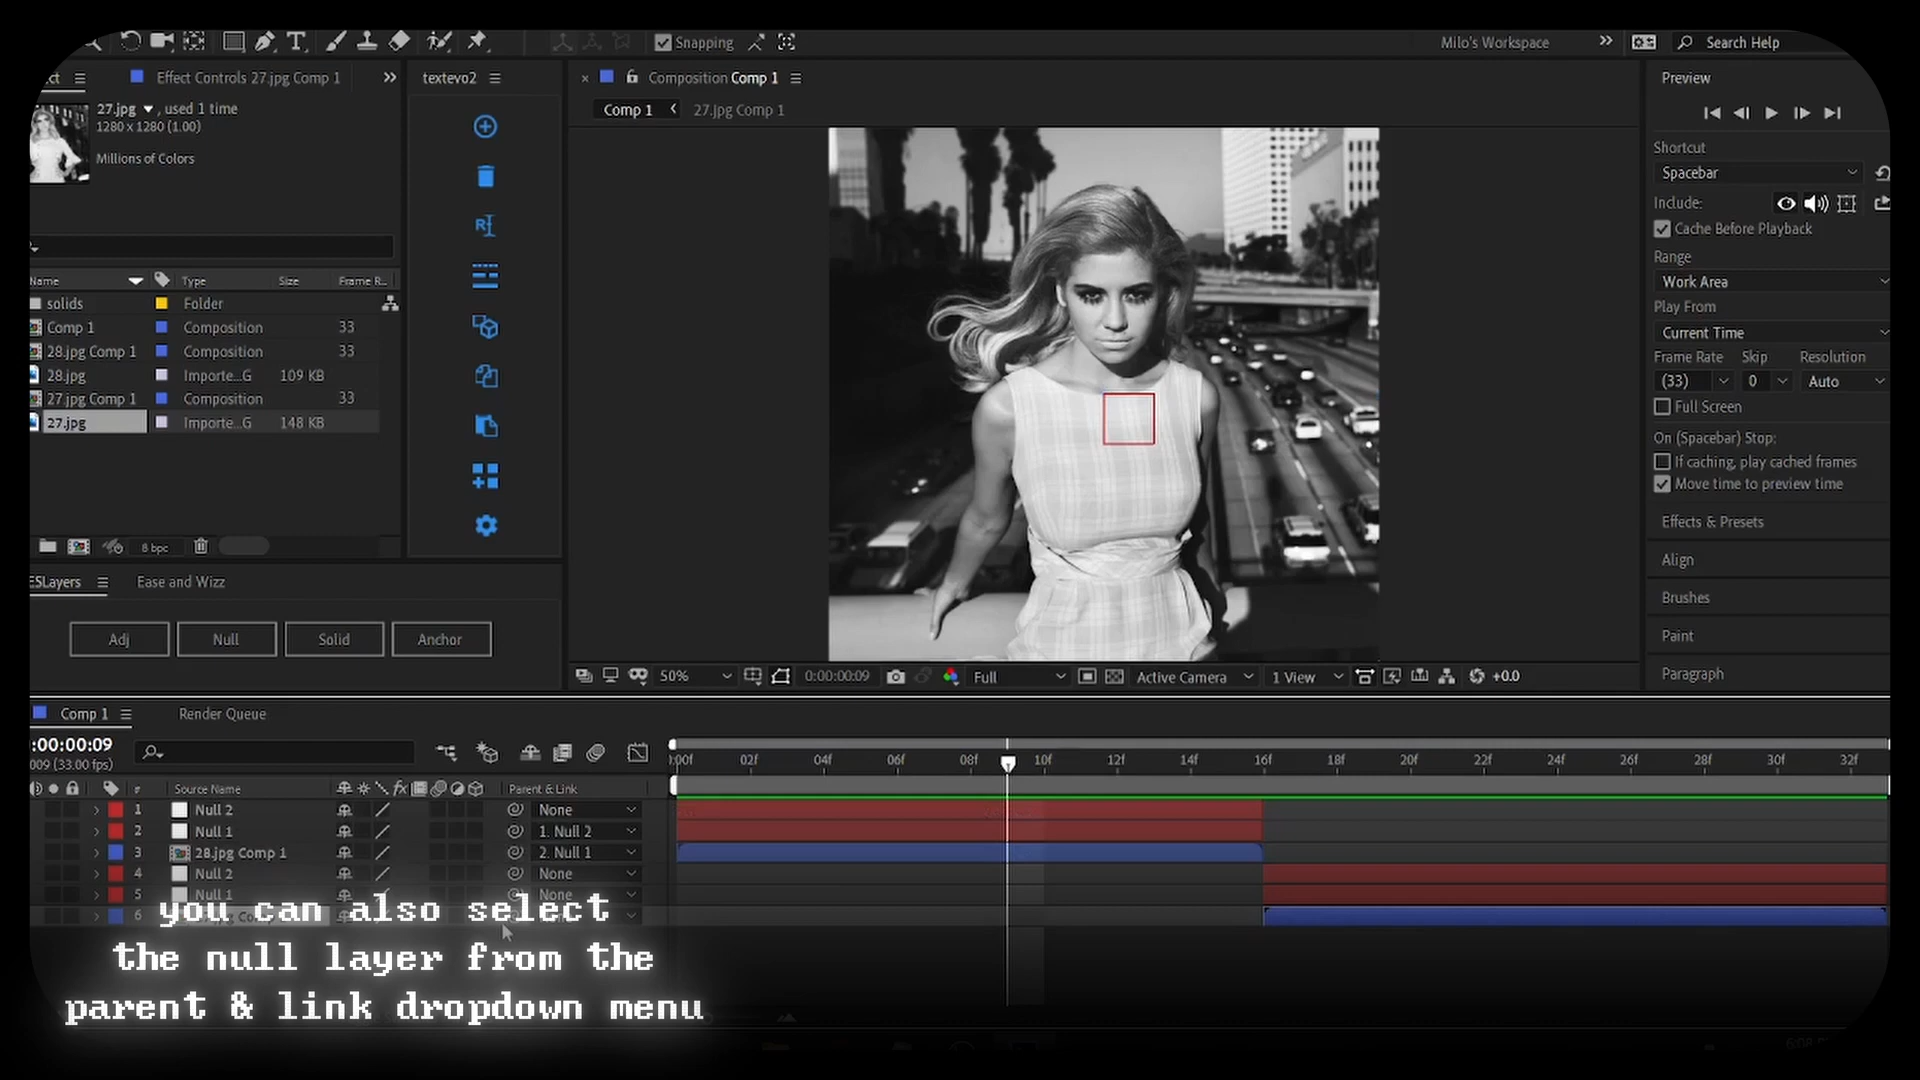 Snapping
Milo's Workspace
Search Help
Effect Controls 27.jpg Comp 1
textevo2
Composition Comp 1
Preview
27.jpg , used 1 time
1280 x 1280 (1.00)
Millions of Colors
Comp 1
27.jpg Comp 1
Shortcut
Spacebar
Include:
Cache Before Playback
Range
Work Area
Play From
Current Time
Frame Rate Skip Resolution
(33) 0 Auto
Full Screen
On (Spacebar) Stop:
If caching, play cached frames
Move time to preview time
Effects & Presets
Align
Brushes
Paint
Paragraph
Name Type Size Frame R...
solids Folder
Comp 1 Composition 33
28.jpg Comp 1 Composition 33
28.jpg Importe...G 109 KB
27.jpg Comp 1 Composition 33
27.jpg Importe...G 148 KB
8 bpc
ESLayers Ease and Wizz
Adj Null Solid Anchor
50% 0:00:00:09 Full Active Camera 1 View +0.0
Comp 1 Render Queue
:00:00:09
009 (33.00 fps)
:00f 02f 04f 06f 08f 10f 12f 14f 16f 18f 20f 22f 24f 26f 28f 30f 32f
# Source Name fx Parent & Link
1 Null 2 None
2 Null 1 1. Null 2
3 28.jpg Comp 1 2. Null 1
4 Null 2 None
5 Null 1 None
6
you can also select
the null layer from the
parent & link dropdown menu